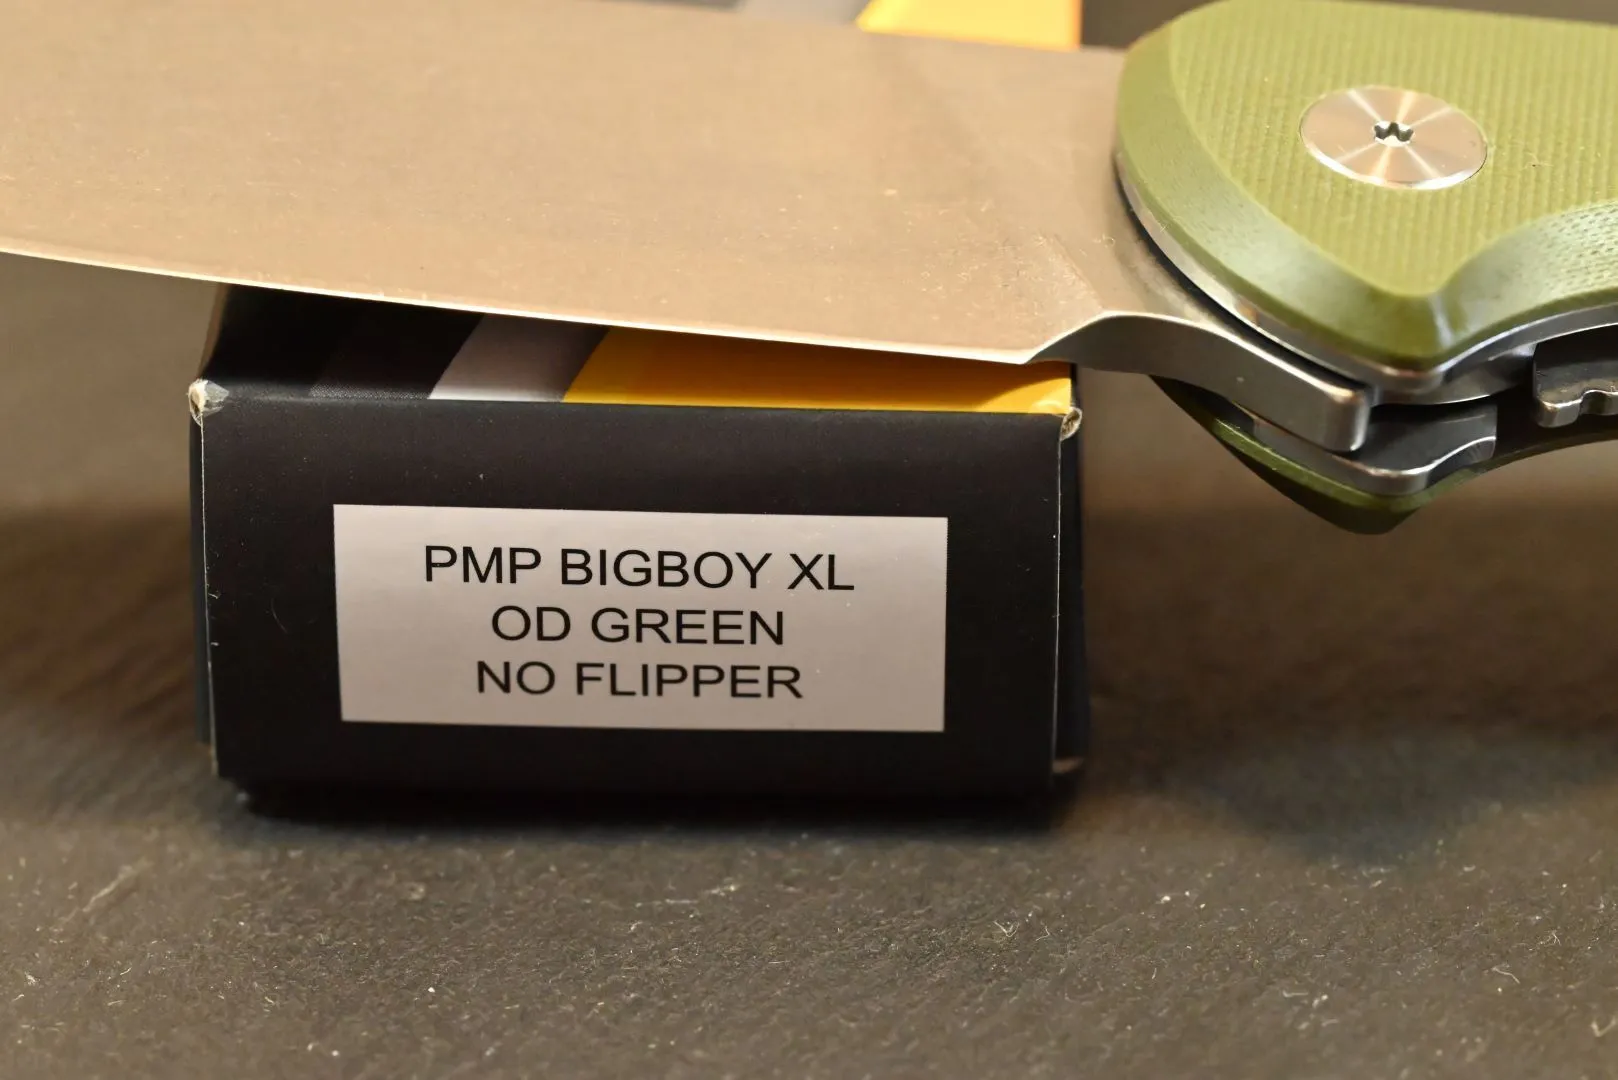 PMP BIGBOY XL
OD GREEN
NO FLIPPER